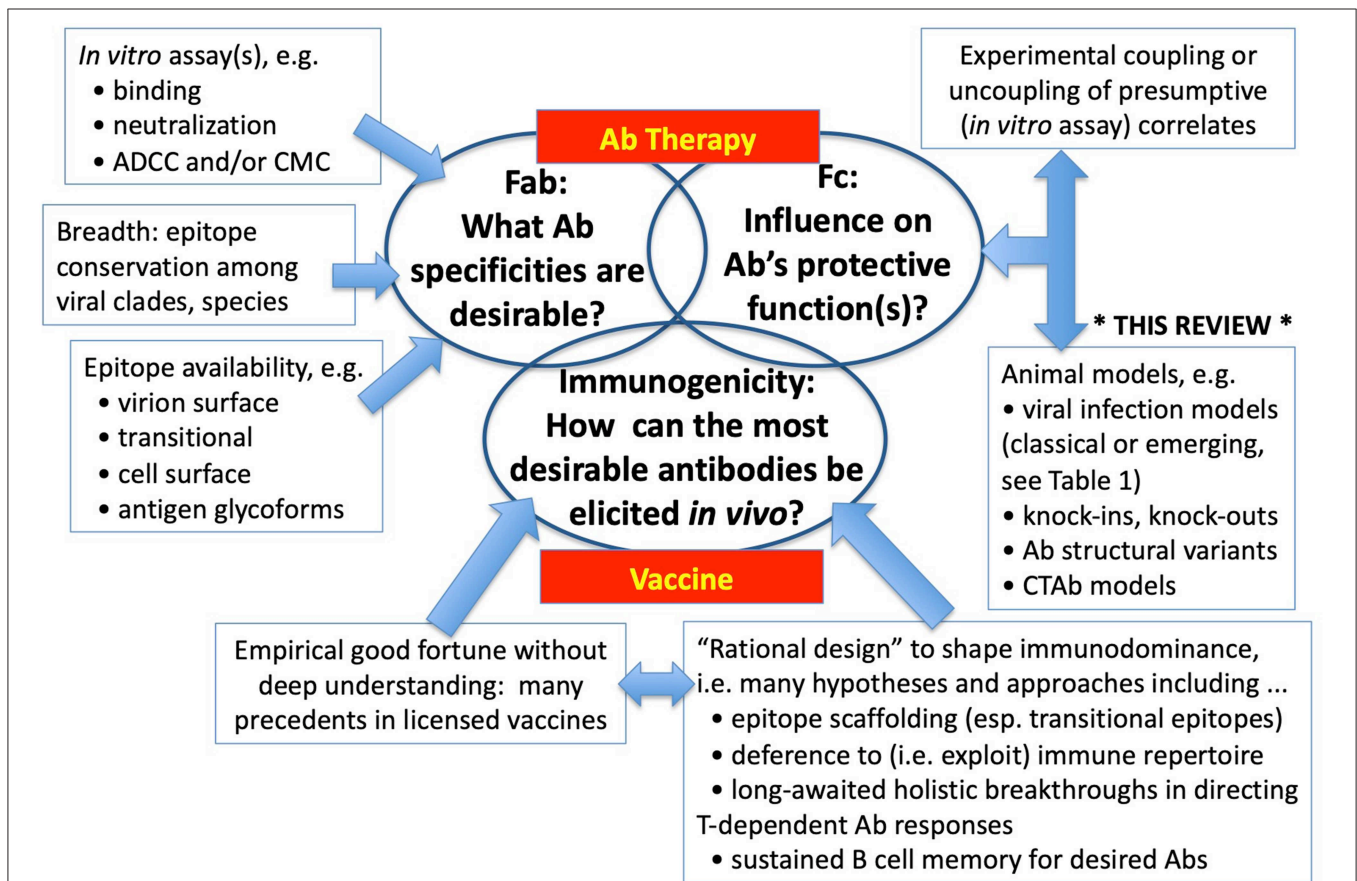 In vitro assay(s), e.g.
• binding
• neutralization
• ADCC and/or CMC
Breadth: epitope
conservation among
viral clades, species
Epitope availability, e.g.
• virion surface
• transitional
• cell surface
• antigen glycoforms
Ab Therapy
Fab:
What Ab
specificities are
desirable?
Fc:
Influence on
Ab’s protective
function(s)?
Immunogenicity:
How can the most
desirable antibodies be
elicited in vivo?
Vaccine
Experimental coupling or
uncoupling of presumptive
(in vitro assay) correlates
* THIS REVIEW *
Animal models, e.g.
• viral infection models
(classical or emerging,
see Table 1)
• knock-ins, knock-outs
• Ab structural variants
• CTAb models
Empirical good fortune without
deep understanding: many
precedents in licensed vaccines
“Rational design” to shape immunodominance,
i.e. many hypotheses and approaches including ...
• epitope scaffolding (esp. transitional epitopes)
• deference to (i.e. exploit) immune repertoire
• long-awaited holistic breakthroughs in directing
T-dependent Ab responses
• sustained B cell memory for desired Abs